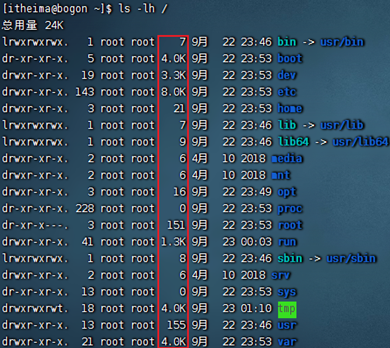 [itheima@bogon ~]$ ls -lh /
总用量 24K
lrwxrwxrwx.   1 root root    7 9月  22 23:46 bin -> usr/bin
dr-xr-xr-x.   5 root root 4.0K 9月  22 23:53 boot
drwxr-xr-x.  19 root root 3.3K 9月  22 23:53 dev
drwxr-xr-x. 143 root root 8.0K 9月  22 23:53 etc
drwxr-xr-x.   3 root root   21 9月  22 23:53 home
lrwxrwxrwx.   1 root root    7 9月  22 23:46 lib -> usr/lib
lrwxrwxrwx.   1 root root    9 9月  22 23:46 lib64 -> usr/lib64
drwxr-xr-x.   2 root root    6 4月  10 2018 media
drwxr-xr-x.   2 root root    6 4月  10 2018 mnt
drwxr-xr-x.   3 root root   16 9月  22 23:49 opt
dr-xr-xr-x. 228 root root    0 9月  22 23:53 proc
dr-xr-x---.   3 root root  151 9月  22 23:53 root
drwxr-xr-x.  41 root root 1.3K 9月  23 00:03 run
lrwxrwxrwx.   1 root root    8 9月  22 23:46 sbin -> usr/sbin
drwxr-xr-x.   2 root root    6 4月  10 2018 srv
dr-xr-xr-x.  13 root root    0 9月  22 23:53 sys
drwxrwxrwt.  18 root root 4.0K 9月  23 01:10 tmp
drwxr-xr-x.  13 root root  155 9月  22 23:46 usr
drwxr-xr-x.  21 root root 4.0K 9月  22 23:53 var